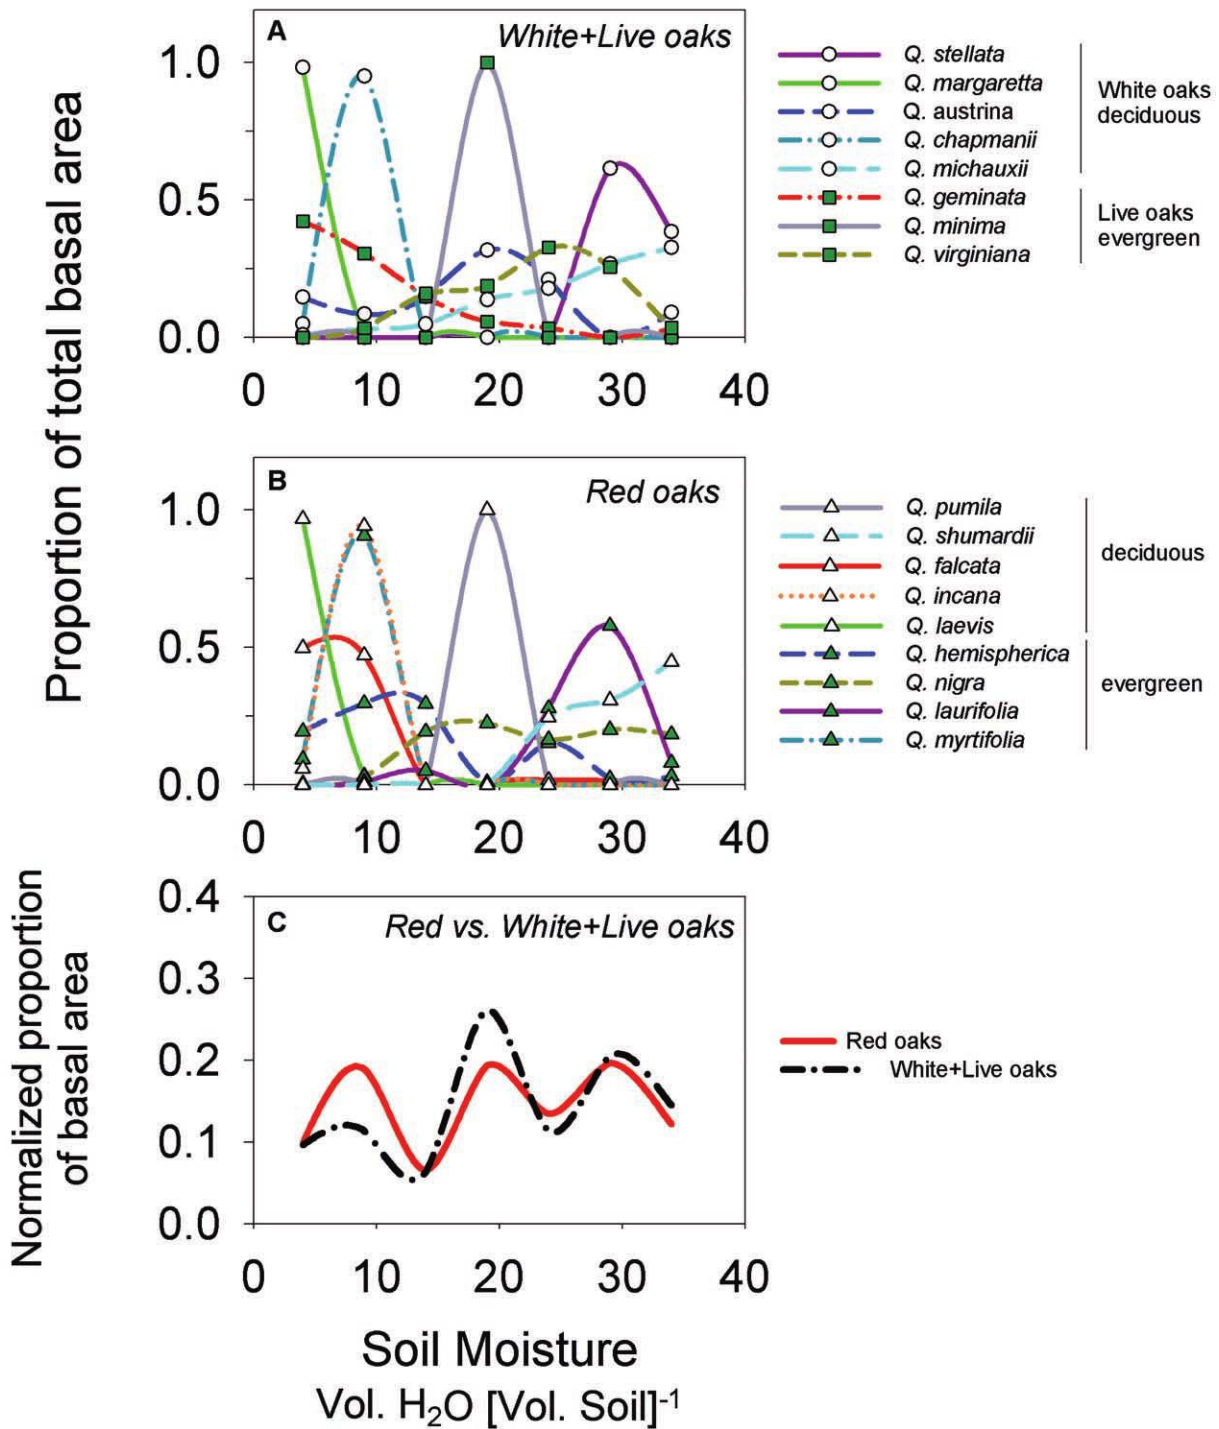 Proportion of total basal area
A
White+Live oaks
1.0
0.5
0.0
0 10 20 30 40
Q. stellata
Q. margaretta
Q. austrina
Q. chapmanii
Q. michauxii
Q. geminata
Q. minima
Q. virginiana
White oaks
deciduous
Live oaks
evergreen
B
Red oaks
1.0
0.5
0.0
0 10 20 30 40
Q. pumila
Q. shumardii
Q. falcata
Q. incana
Q. laevis
Q. hemispherica
Q. nigra
Q. laurifolia
Q. myrtifolia
deciduous
evergreen
Normalized proportion
of basal area
C
Red vs. White+Live oaks
0.4
0.3
0.2
0.1
0.0
0 10 20 30 40
Red oaks
White+Live oaks
Soil Moisture
Vol. H₂O [Vol. Soil]⁻¹